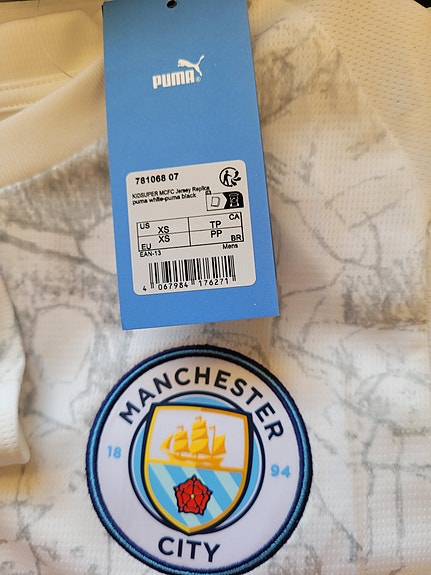 PUMA
781068 07
KIDSUPER MCFC Jersey Replica
puma white-puma black
US XS TP CA
EU XS PP BR
EAN-13 Mens
4 067984 176271
MANCHESTER
18 94
CITY